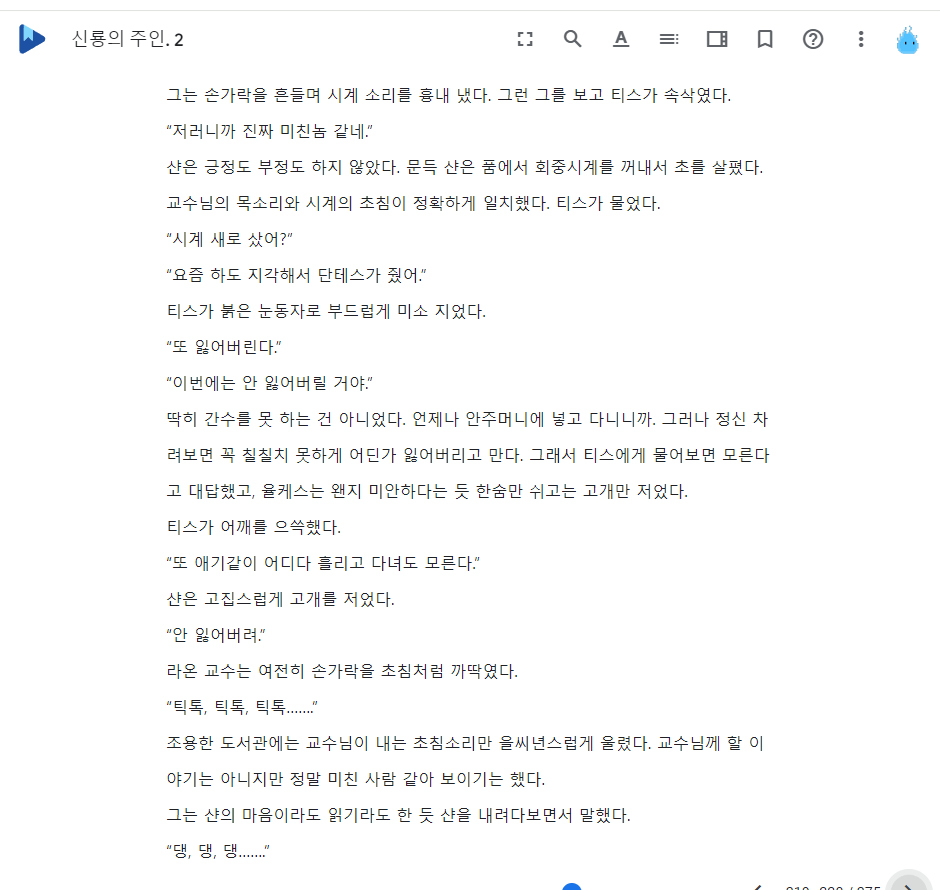 신룡의 주인. 2
그는 손가락을 흔들며 시계 소리를 흉내 냈다. 그런 그를 보고 티스가 속삭였다.
“저러니까 진짜 미친놈 같네.”
샨은 긍정도 부정도 하지 않았다. 문득 샨은 품에서 회중시계를 꺼내서 초를 살폈다.
교수님의 목소리와 시계의 초침이 정확하게 일치했다. 티스가 물었다.
“시계 새로 샀어?”
“요즘 하도 지각해서 단테스가 줬어.”
티스가 붉은 눈동자로 부드럽게 미소 지었다.
“또 잃어버린다.”
“이번에는 안 잃어버릴 거야.”
딱히 간수를 못 하는 건 아니었다. 언제나 안주머니에 넣고 다니니까. 그러나 정신 차
려보면 꼭 칠칠치 못하게 어딘가 잃어버리고 만다. 그래서 티스에게 물어보면 모른다
고 대답했고, 율케스는 왠지 미안하다는 듯 한숨만 쉬고는 고개만 저었다.
티스가 어깨를 으쓱했다.
“또 애기같이 어디다 흘리고 다녀도 모른다.”
샨은 고집스럽게 고개를 저었다.
“안 잃어버려.”
라온 교수는 여전히 손가락을 초침처럼 까딱였다.
“틱톡, 틱톡, 틱톡…….”
조용한 도서관에는 교수님이 내는 초침소리만 을씨년스럽게 울렸다. 교수님께 할 이
야기는 아니지만 정말 미친 사람 같아 보이기는 했다.
그는 샨의 마음이라도 읽기라도 한 듯 샨을 내려다보면서 말했다.
“댕, 댕, 댕…….”